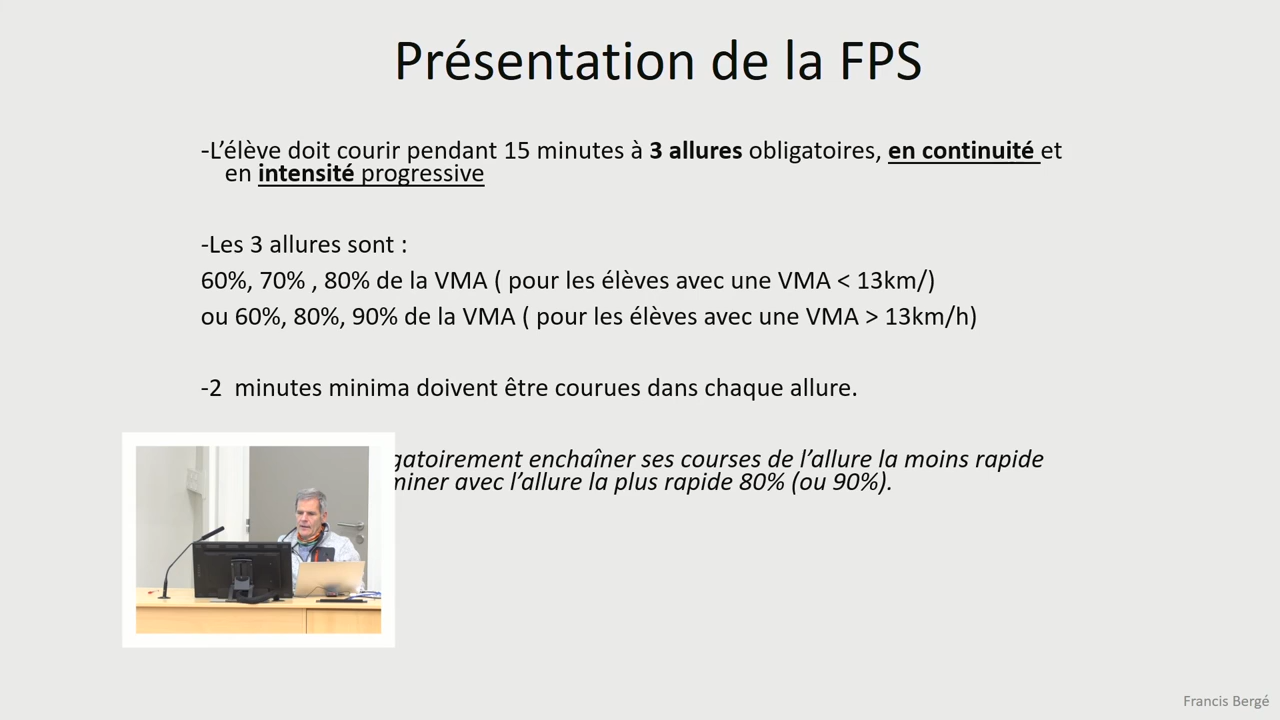 Présentation de la FPS
-L’élève doit courir pendant 15 minutes à 3 allures obligatoires, en continuité et
en intensité progressive
-Les 3 allures sont :
60%, 70% , 80% de la VMA ( pour les élèves avec une VMA < 13km/)
ou 60%, 80%, 90% de la VMA ( pour les élèves avec une VMA > 13km/h)
-2 minutes minima doivent être courues dans chaque allure.
enchaîner ses courses de l’allure la moins rapide
avec l’allure la plus rapide 80% (ou 90%).
Francis Bergé